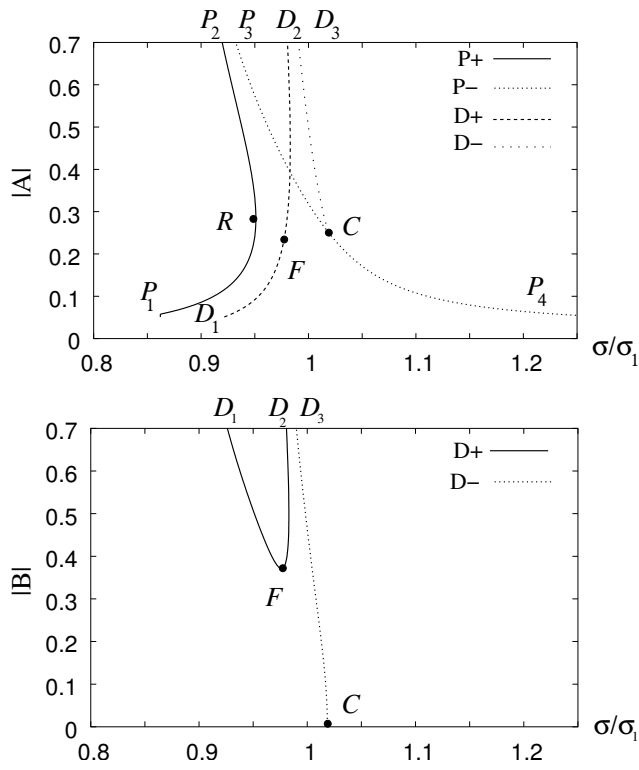 P₂ P₃ D₂ D₃
0.7
P+
0.6
P−
D+
0.5
D−
|A|
0.4
0.3
R
C
0.2
F
P₁
P₄
0.1
D₁
0
σ/σ₁
0.8 0.9 1 1.1 1.2
D₁ D₂ D₃
0.7
D+
0.6
D−
0.5
|B|
0.4
F
0.3
0.2
0.1
C
0
σ/σ₁
0.8 0.9 1 1.1 1.2